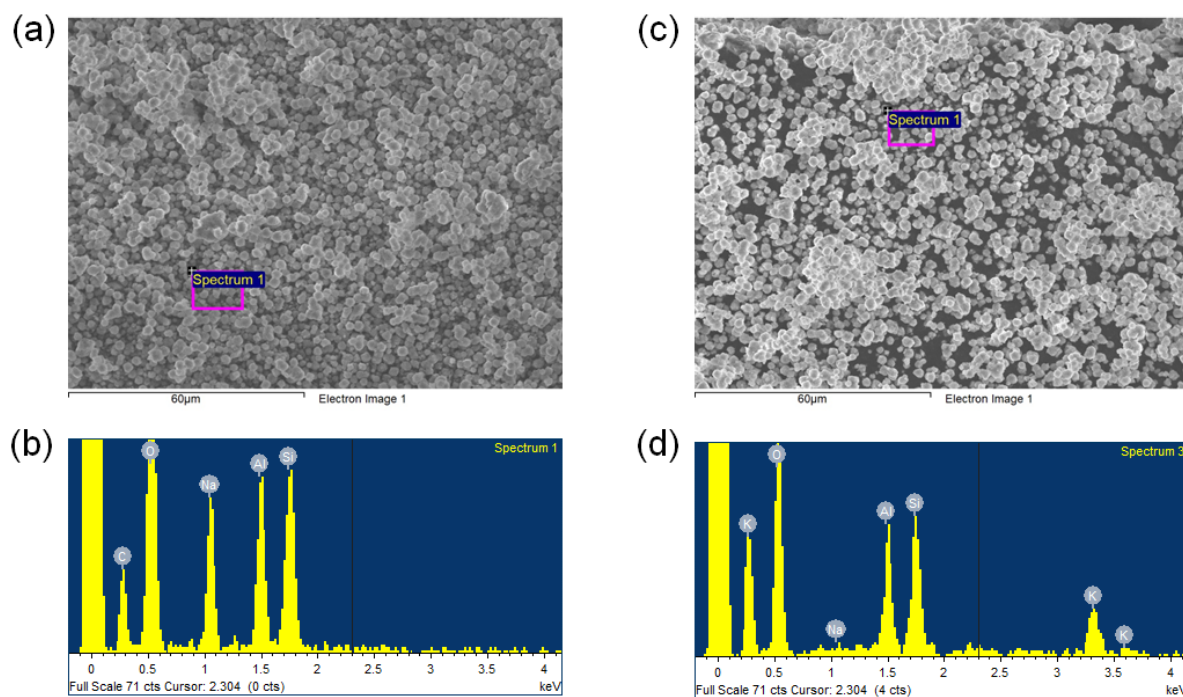 (a)
Spectrum 1
60µm
Electron Image 1
(c)
Spectrum 1
60µm
Electron Image 1
(b)
Spectrum 1
C
O
Na
Al
Si
0 0.5 1 1.5 2 2.5 3 3.5 4
Full Scale 71 cts Cursor: 2.304 (0 cts)
keV
(d)
Spectrum 3
K
O
Na
Al
Si
K
K
0 0.5 1 1.5 2 2.5 3 3.5 4
Full Scale 71 cts Cursor: 2.304 (4 cts)
keV